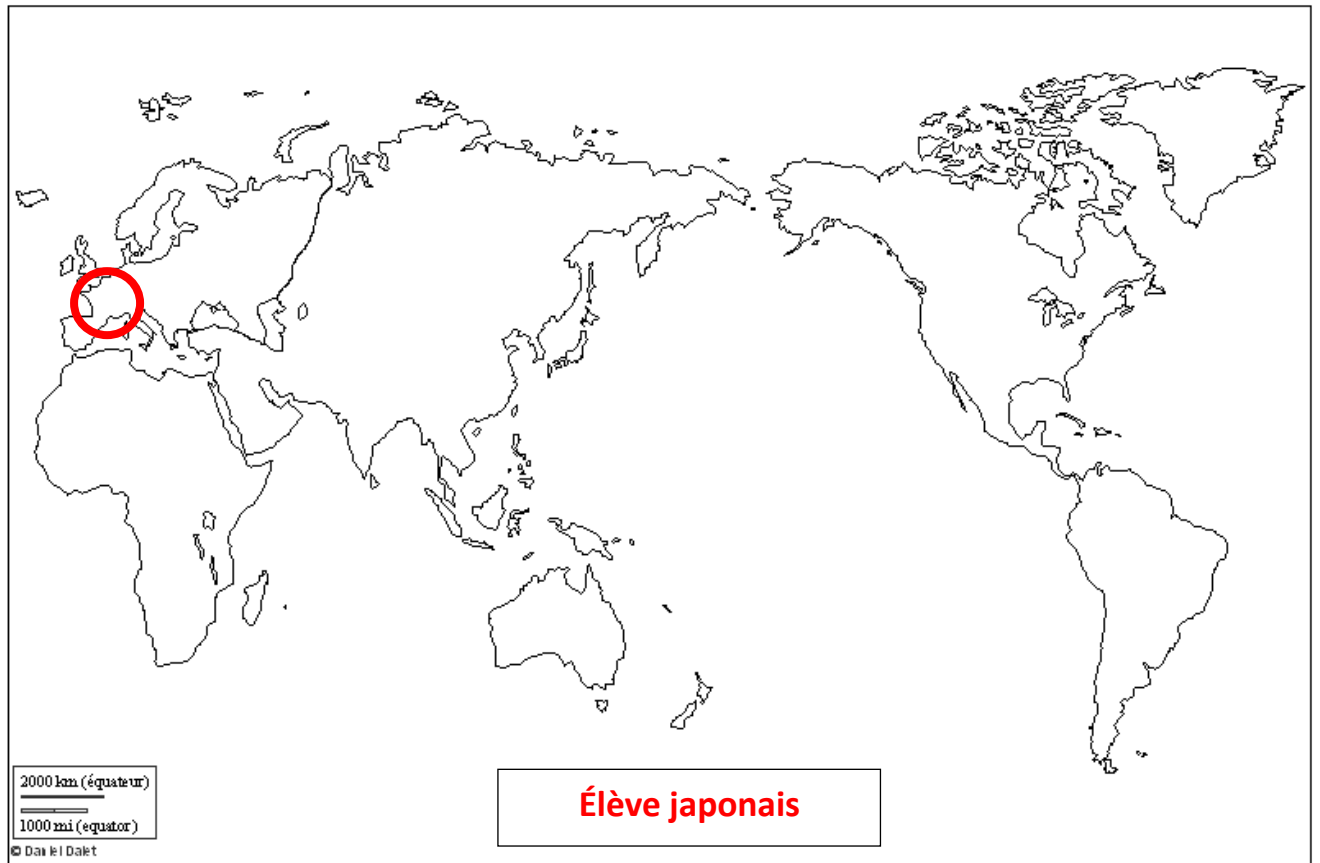 2000 km (équateur)
1000 mi (equator)
© Daniel Dalet
Élève japonais